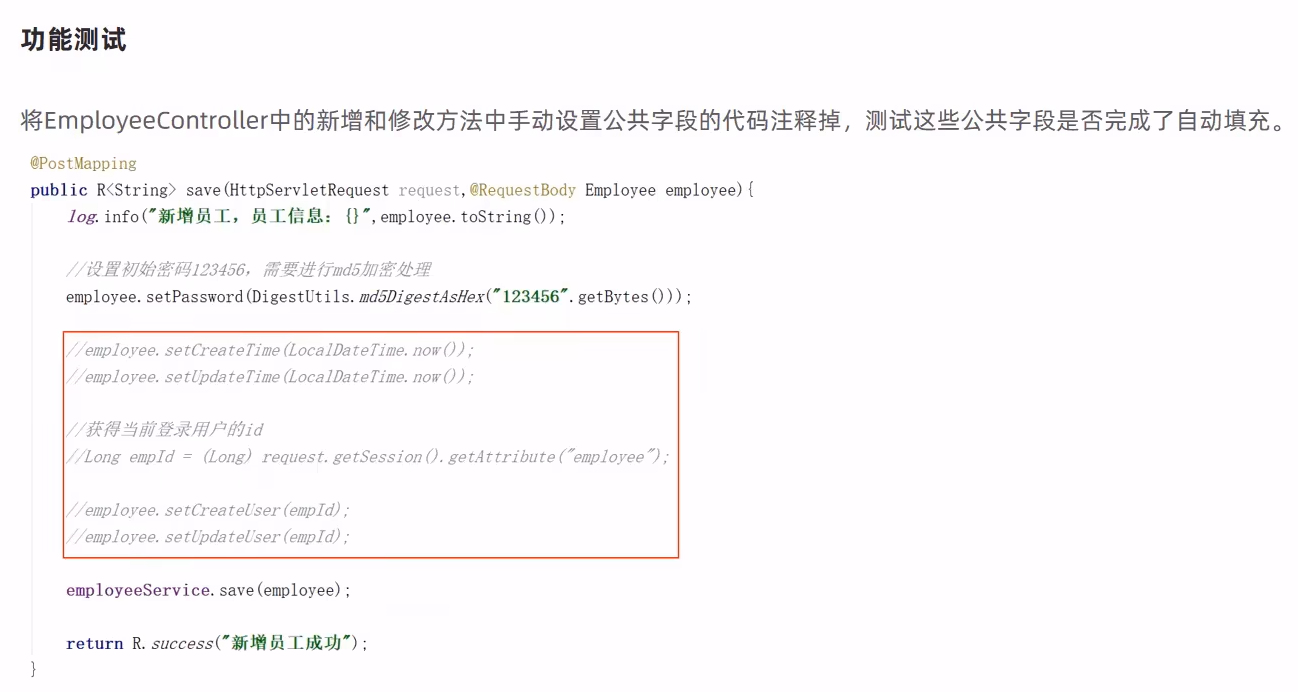 功能测试
将EmployeeController中的新增和修改方法中手动设置公共字段的代码注释掉，测试这些公共字段是否完成了自动填充。
@PostMapping
public R<String> save(HttpServletRequest request,@RequestBody Employee employee){
log.info("新增员工，员工信息：{}",employee.toString());
//设置初始密码123456，需要进行md5加密处理
employee.setPassword(DigestUtils.md5DigestAsHex("123456".getBytes()));
//employee.setCreateTime(LocalDateTime.now());
//employee.setUpdateTime(LocalDateTime.now());
//获得当前登录用户的id
//Long empId = (Long) request.getSession().getAttribute("employee");
//employee.setCreateUser(empId);
//employee.setUpdateUser(empId);
employeeService.save(employee);
return R.success("新增员工成功");
}